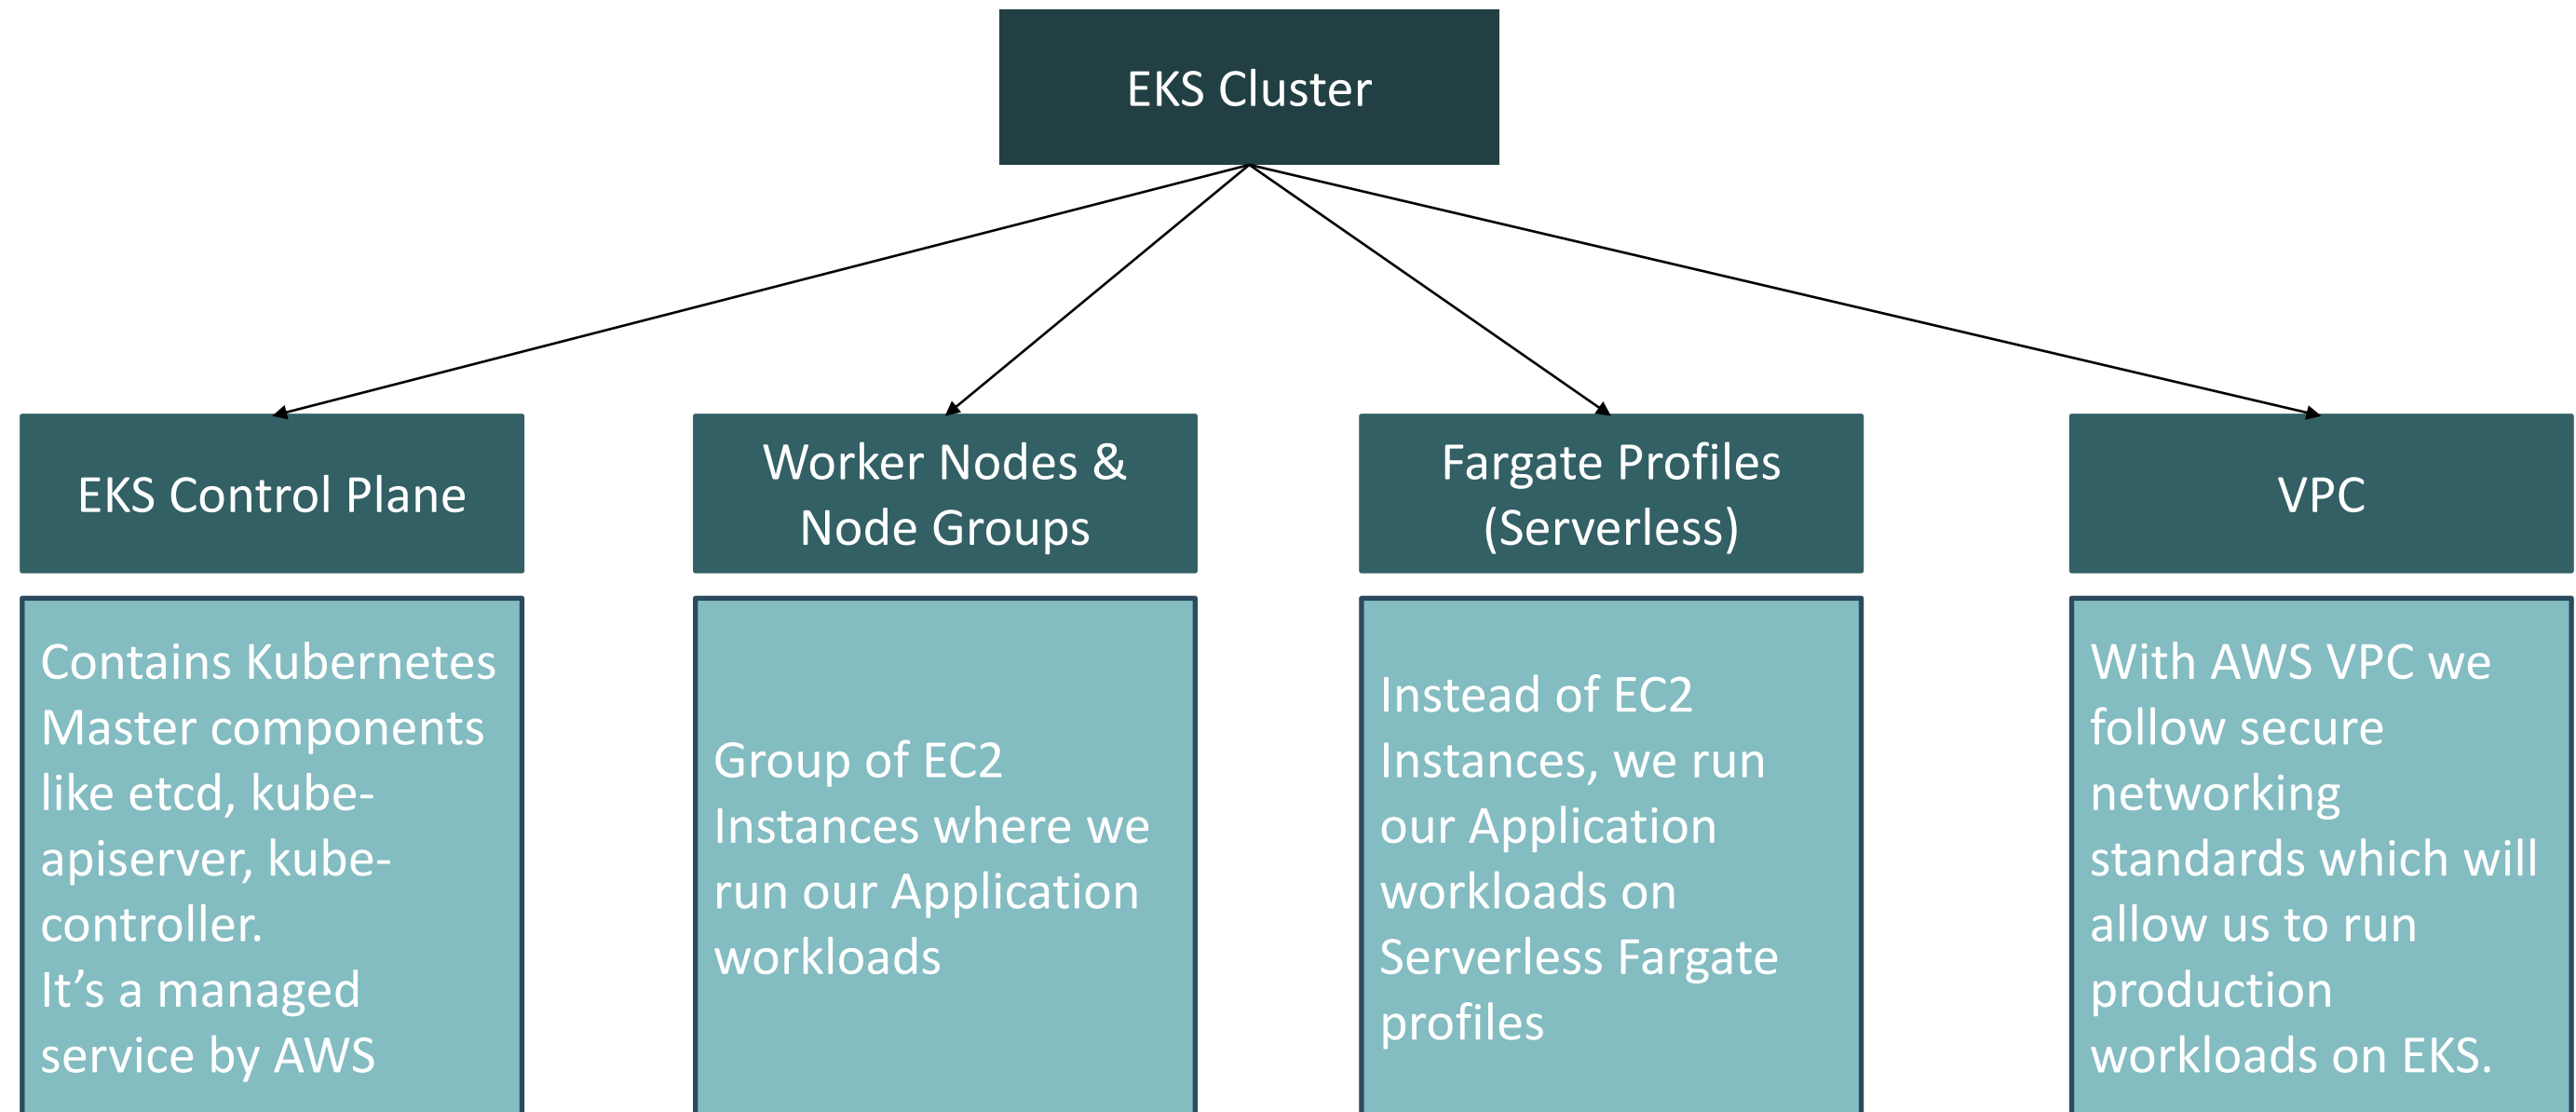 EKS Cluster
EKS Control Plane
Worker Nodes &
Node Groups
Fargate Profiles
(Serverless)
VPC
Contains Kubernetes
Master components
like etcd, kube-
apiserver, kube-
controller.
It’s a managed
service by AWS
Group of EC2
Instances where we
run our Application
workloads
Instead of EC2
Instances, we run
our Application
workloads on
Serverless Fargate
profiles
With AWS VPC we
follow secure
networking
standards which will
allow us to run
production
workloads on EKS.